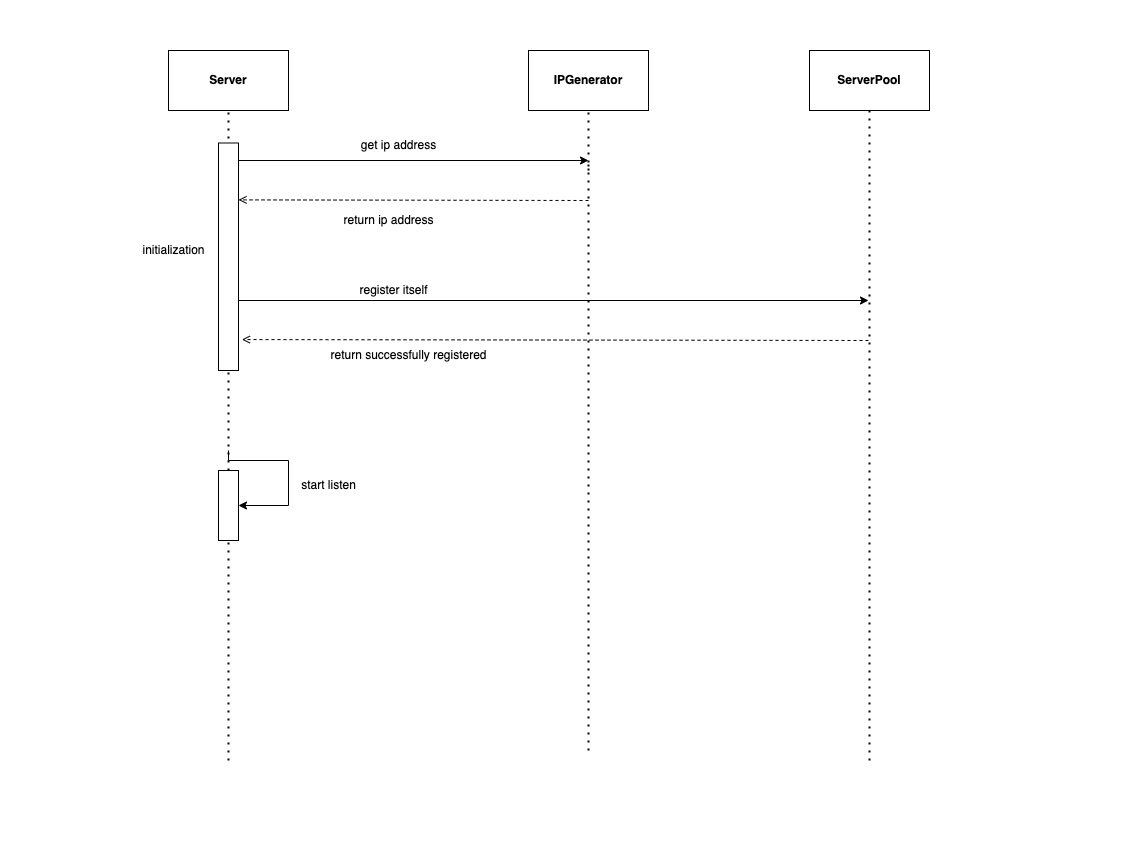 Server
IPGenerator
ServerPool
get ip address
return ip address
initialization
register itself
return successfully registered
start listen